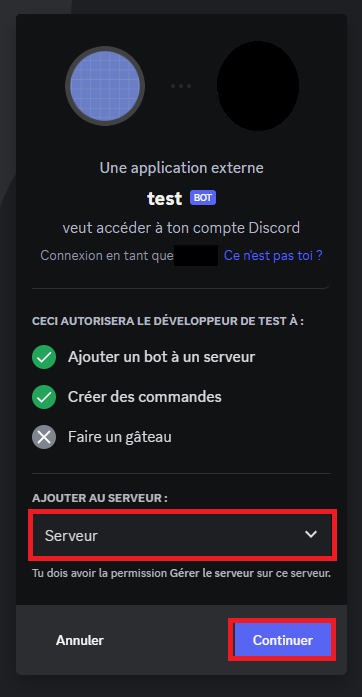 Une application externe
test BOT
veut accéder à ton compte Discord
Connexion en tant que Ce n'est pas toi ?
CECI AUTORISERA LE DÉVELOPPEUR DE TEST À :
Ajouter un bot à un serveur
Créer des commandes
Faire un gâteau
AJOUTER AU SERVEUR :
Serveur
Tu dois avoir la permission Gérer le serveur sur ce serveur.
Annuler Continuer